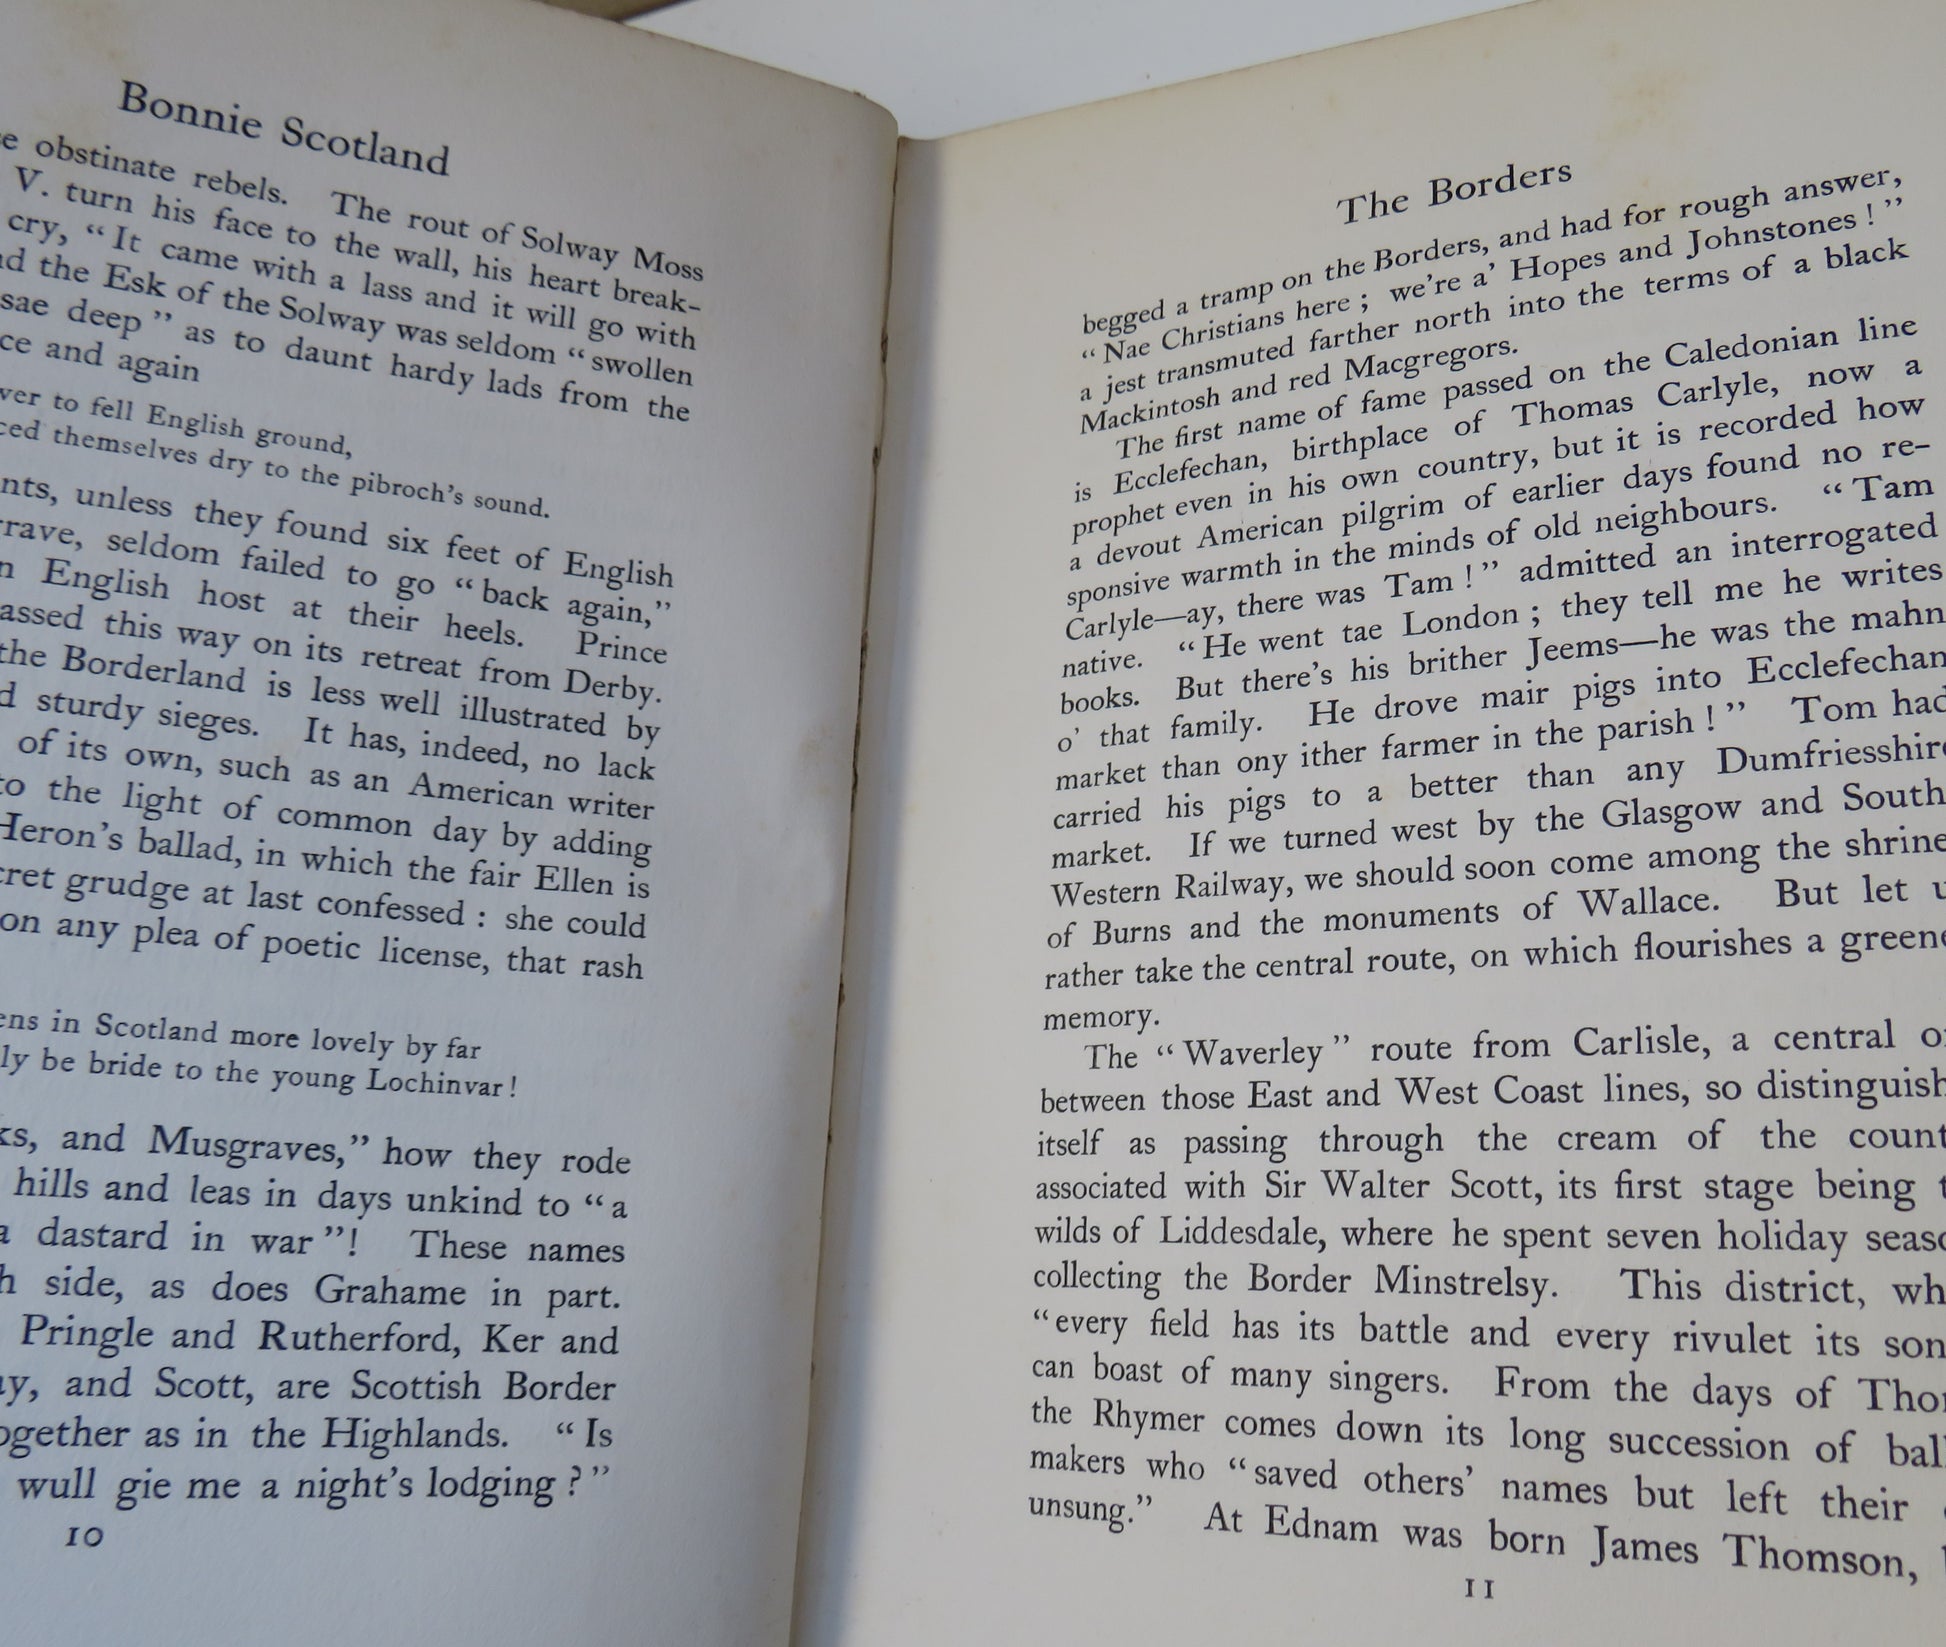 Bonnie Scotland
obstinate rebels. The rout of Solway Moss
V. turn his face to the wall, his heart break-
cry, “It came with a lass and it will go with
the Esk of the Solway was seldom “swollen
sae deep” as to daunt hardy lads from the
and again
to fell English ground,
themselves dry to the pibroch’s sound.
unless they found six feet of English
seldom failed to go “back again,”
English host at their heels. Prince
this way on its retreat from Derby.
the Borderland is less well illustrated by
sturdy sieges. It has, indeed, no lack
of its own, such as an American writer
to the light of common day by adding
Heron’s ballad, in which the fair Ellen is
grudge at last confessed : she could
on any plea of poetic license, that rash
in Scotland more lovely by far
be bride to the young Lochinvar !
and Musgraves,” how they rode
hills and leas in days unkind to “a
a dastard in war”! These names
side, as does Grahame in part.
Pringle and Rutherford, Ker and
and Scott, are Scottish Border
together as in the Highlands. “Is
wull gie me a night’s lodging ?”
10
The Borders
begged a tramp on the Borders, and had for rough answer,
“Nae Christians here ; we’re a’ Hopes and Johnstones !”
a jest transmuted farther north into the terms of a black
Mackintosh and red Macgregors.
The first name of fame passed on the Caledonian line
is Ecclefechan, birthplace of Thomas Carlyle, now a
prophet even in his own country, but it is recorded how
a devout American pilgrim of earlier days found no re-
sponsive warmth in the minds of old neighbours. “Tam
Carlyle—ay, there was Tam !” admitted an interrogated
native. “He went tae London ; they tell me he writes
books. But there’s his brither Jeems—he was the mahn
o’ that family. He drove mair pigs into Ecclefechan
market than ony ither farmer in the parish !” Tom had
carried his pigs to a better than any Dumfriesshire
market. If we turned west by the Glasgow and South
Western Railway, we should soon come among the shrine
of Burns and the monuments of Wallace. But let
rather take the central route, on which flourishes a greene
memory.
The “Waverley” route from Carlisle, a central
between those East and West Coast lines, so distinguish
itself as passing through the cream of the count
associated with Sir Walter Scott, its first stage being
wilds of Liddesdale, where he spent seven holiday seaso
collecting the Border Minstrelsy. This district, wh
“every field has its battle and every rivulet its son
can boast of many singers. From the days of Tho
the Rhymer comes down its long succession of ball
makers who “saved others’ names but left their
unsung.” At Ednam was born James Thomson,
11